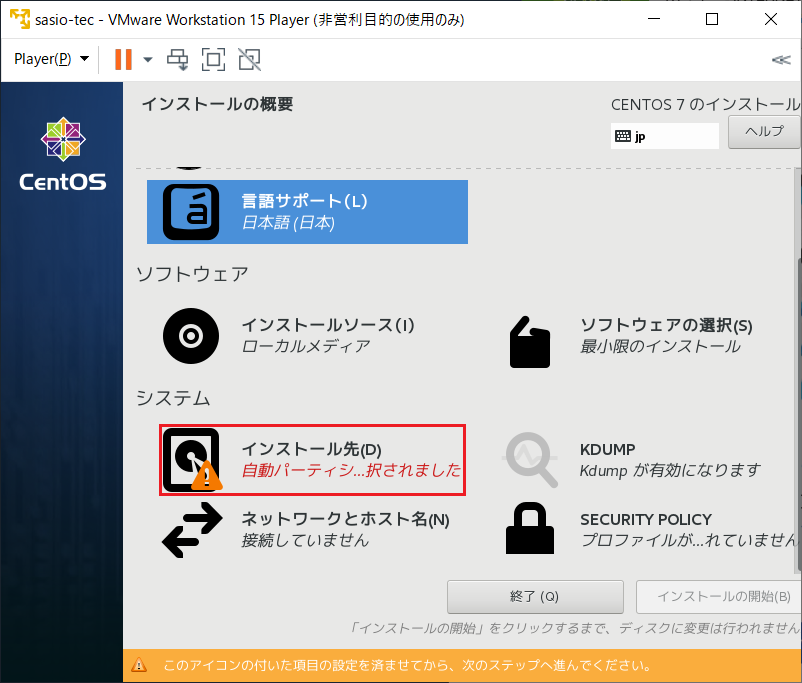 sasio-tec - VMware Workstation 15 Player (非営利目的の使用のみ)
Player(P)
インストールの概要
CENTOS 7 のインストール
jp
ヘルプ
CentOS
á
言語サポート(L)
日本語 (日本)
ソフトウェア
インストールソース(I)
ローカルメディア
ソフトウェアの選択(S)
最小限のインストール
システム
インストール先(D)
自動パーティシ...択されました
KDUMP
Kdump が有効になります
ネットワークとホスト名(N)
接続していません
SECURITY POLICY
プロファイルが...れていません
終了 (Q)
インストールの開始(B)
「インストールの開始」をクリックするまで、ディスクに変更は行われません
このアイコンの付いた項目の設定を済ませてから、次のステップへ進んでください。